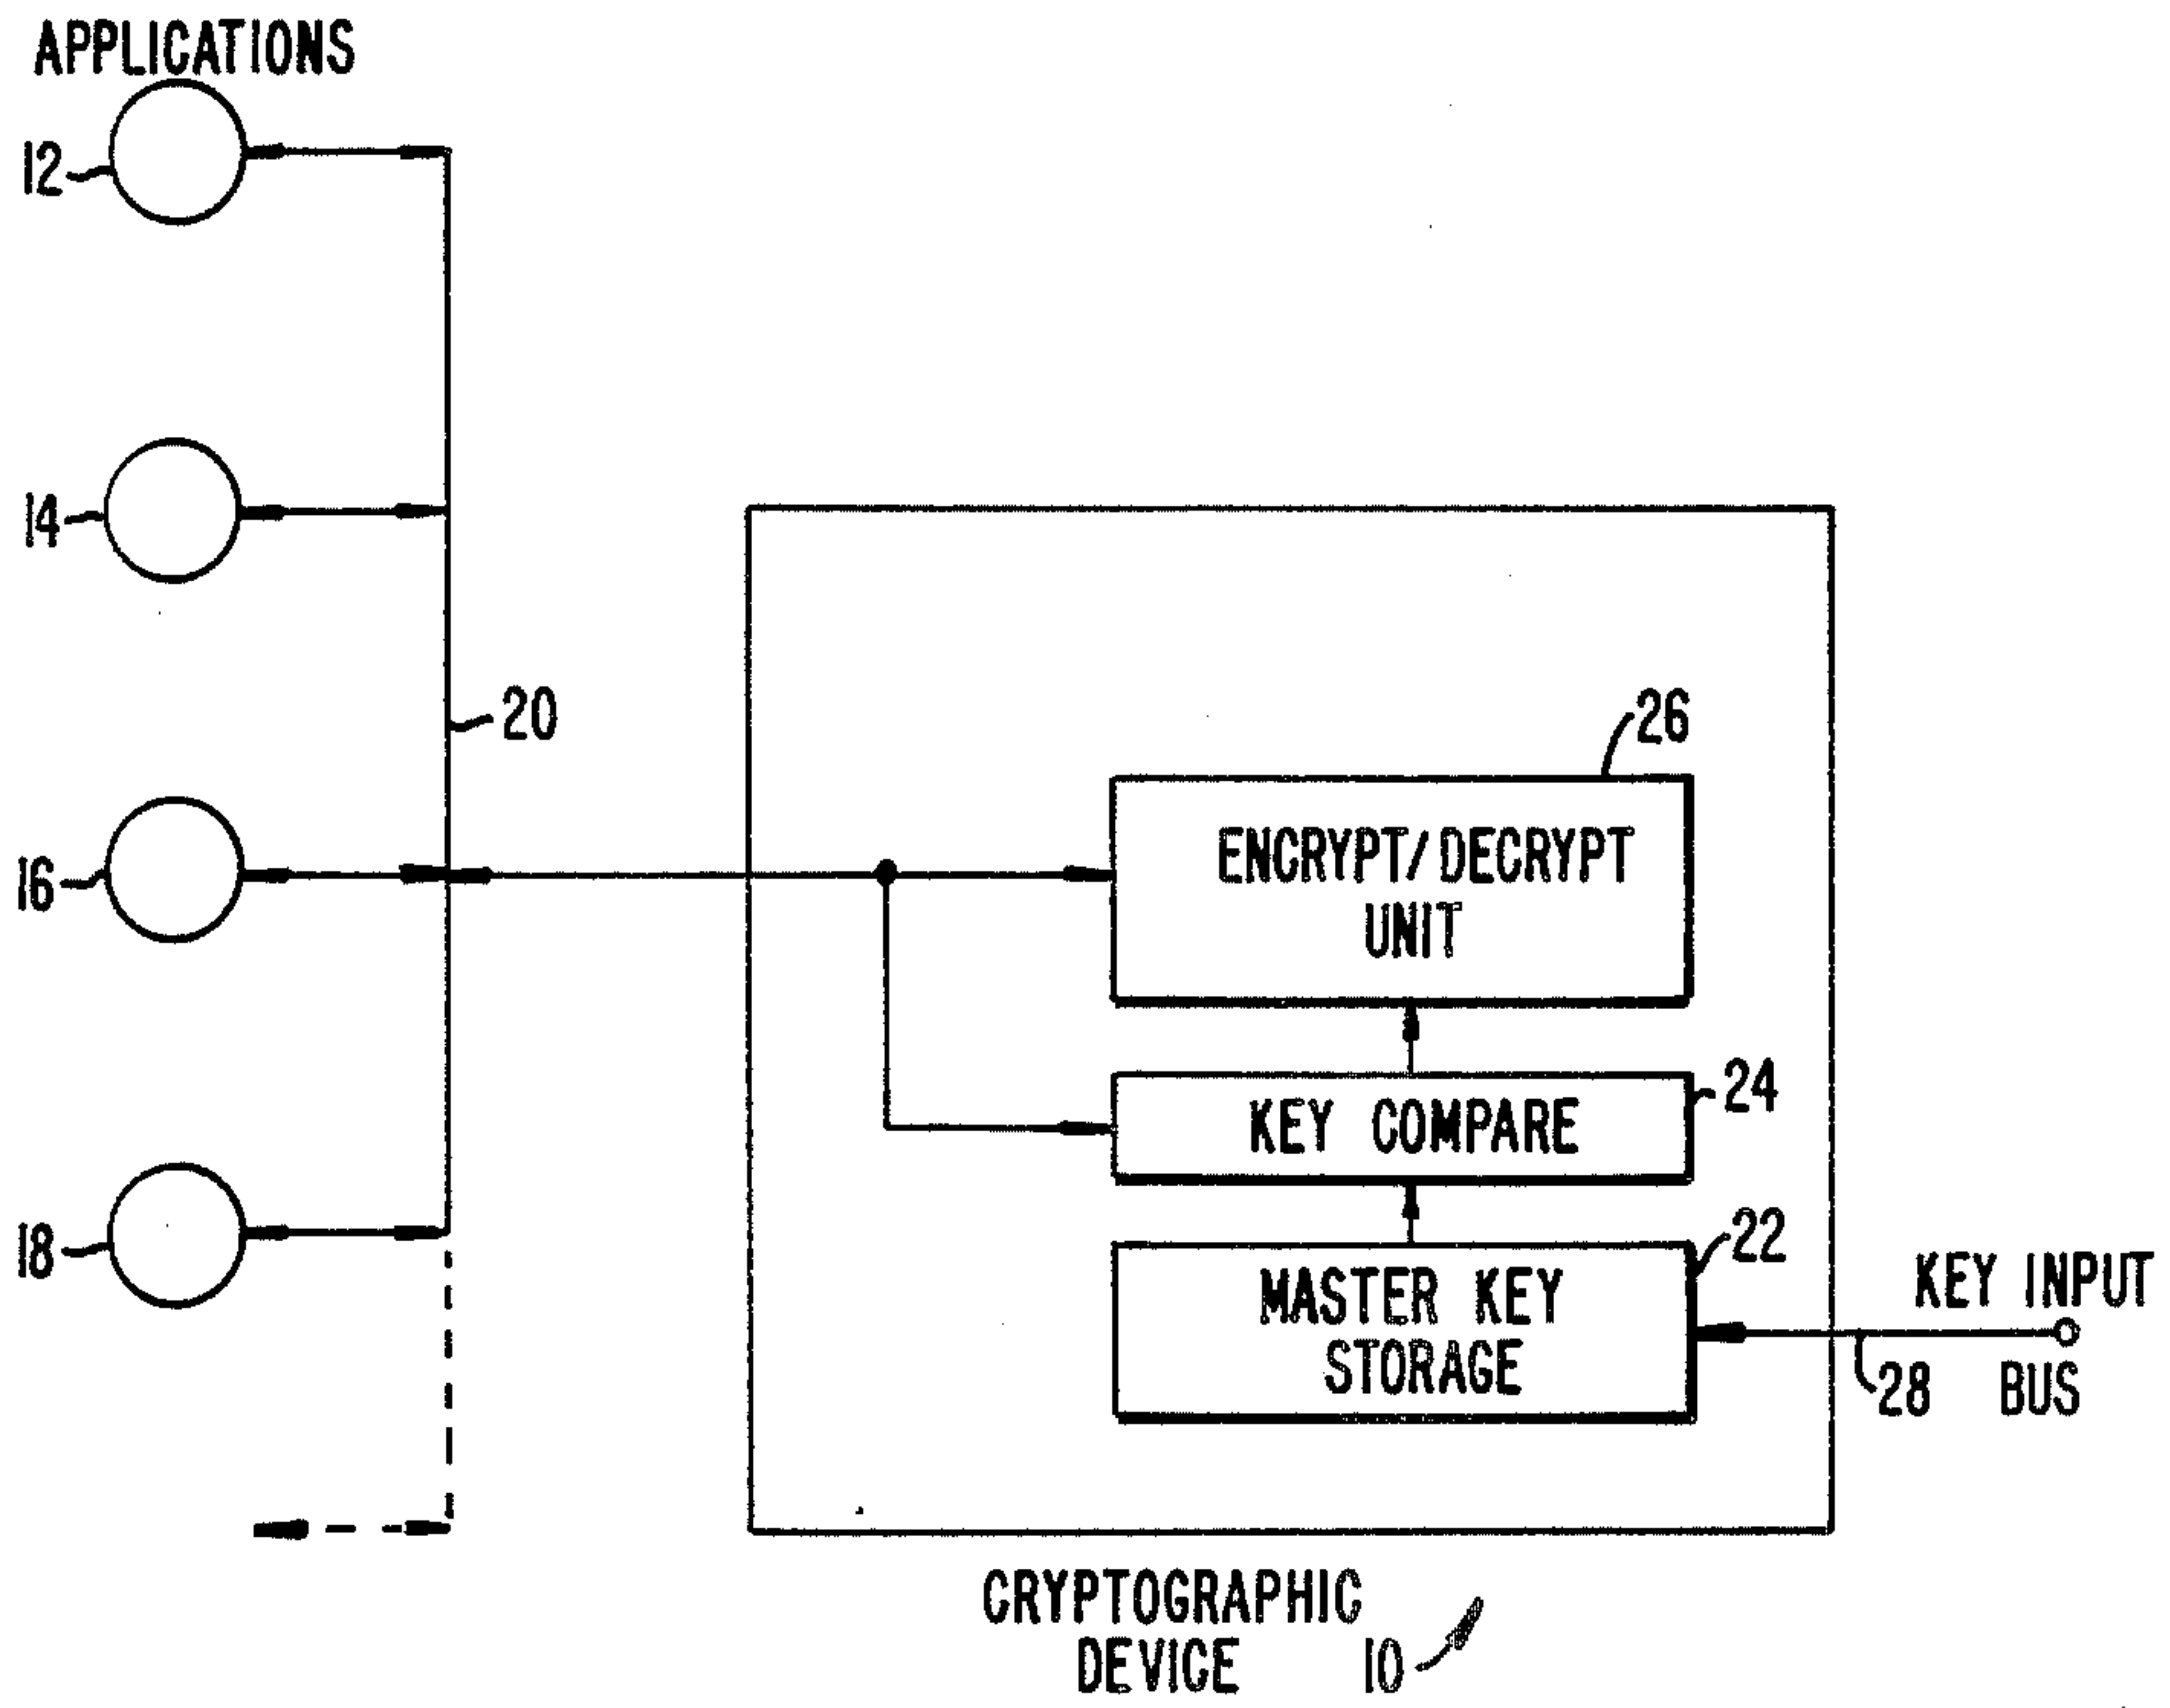 APPLICATIONS
12
14
20
26
ENCRYPT/DECRYPT
UNIT
16
24
KEY COMPARE
22
18
MASTER KEY
STORAGE
KEY INPUT
28
BUS
CRYPTOGRAPHIC
DEVICE 10